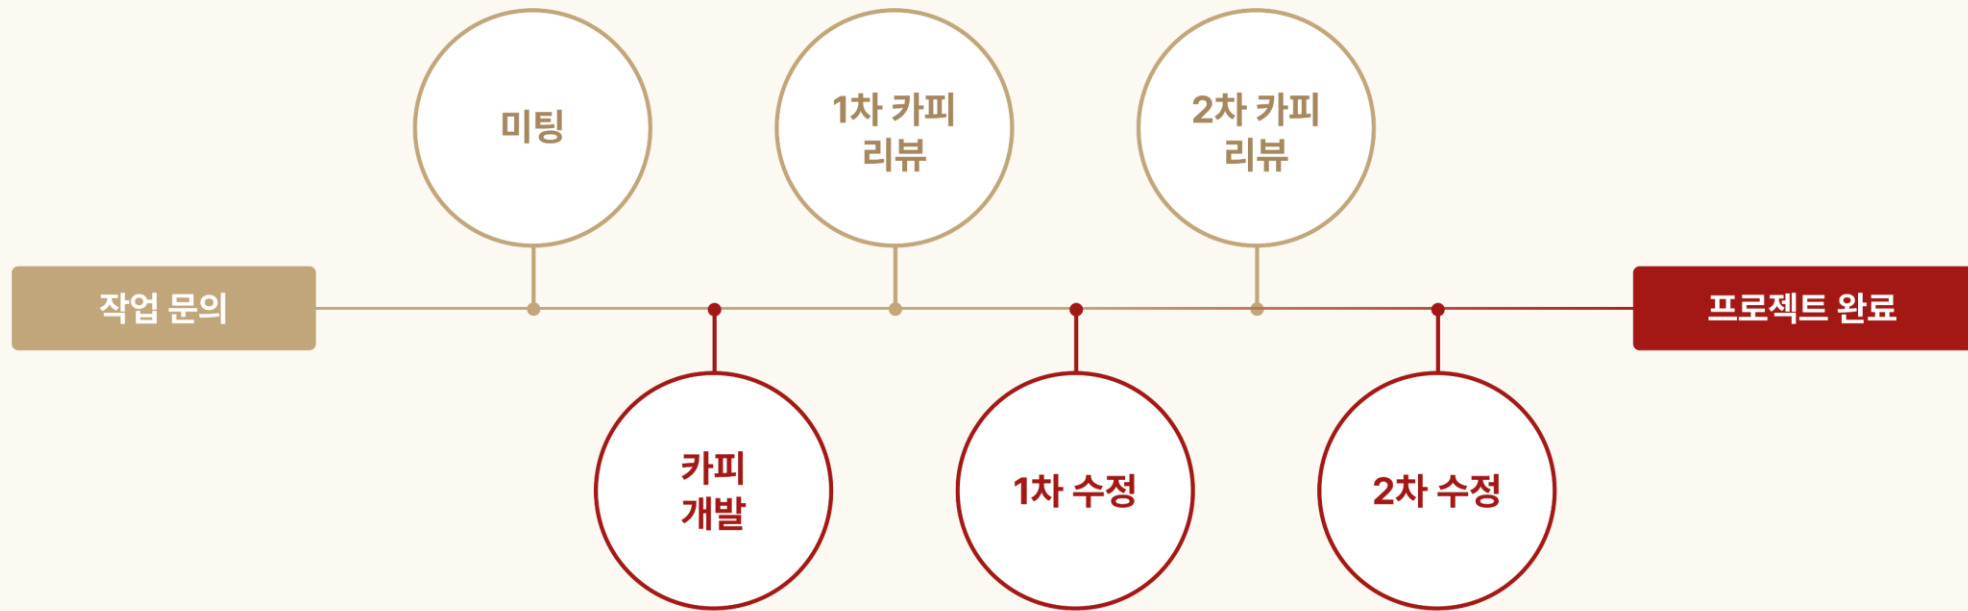 작업 문의
미팅
카피
개발
1차 카피
리뷰
1차 수정
2차 카피
리뷰
2차 수정
프로젝트 완료